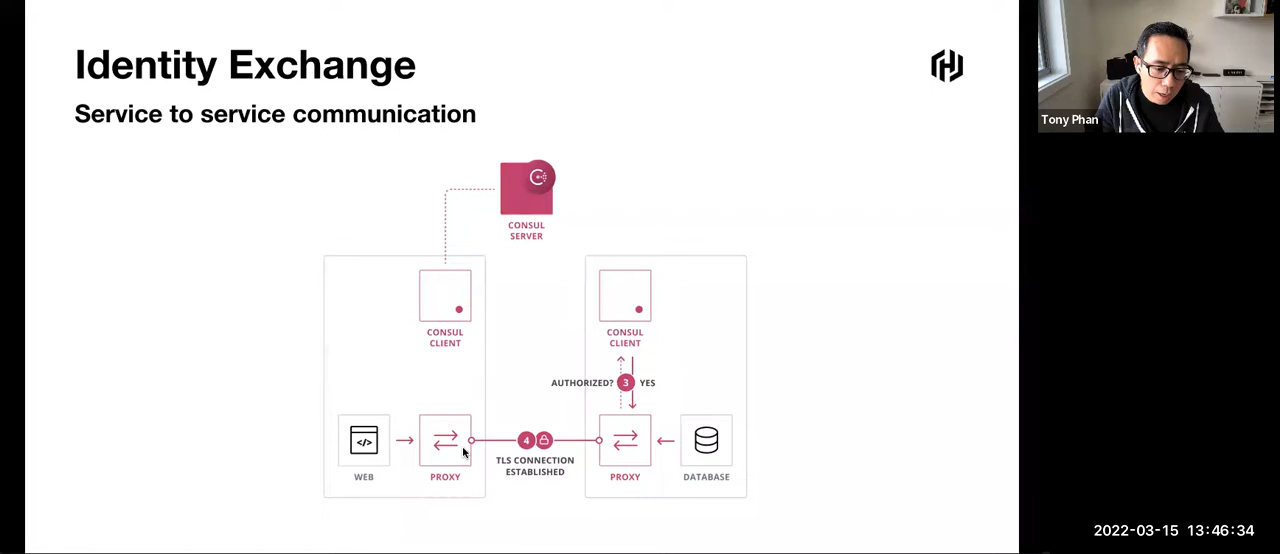 Identity Exchange
Service to service communication
Tony Phan
CONSUL
SERVER
CONSUL
CLIENT
CONSUL
CLIENT
AUTHORIZED? 3 YES
4
TLS CONNECTION
ESTABLISHED
</>
WEB
PROXY
PROXY
DATABASE
2022-03-15 13:46:34